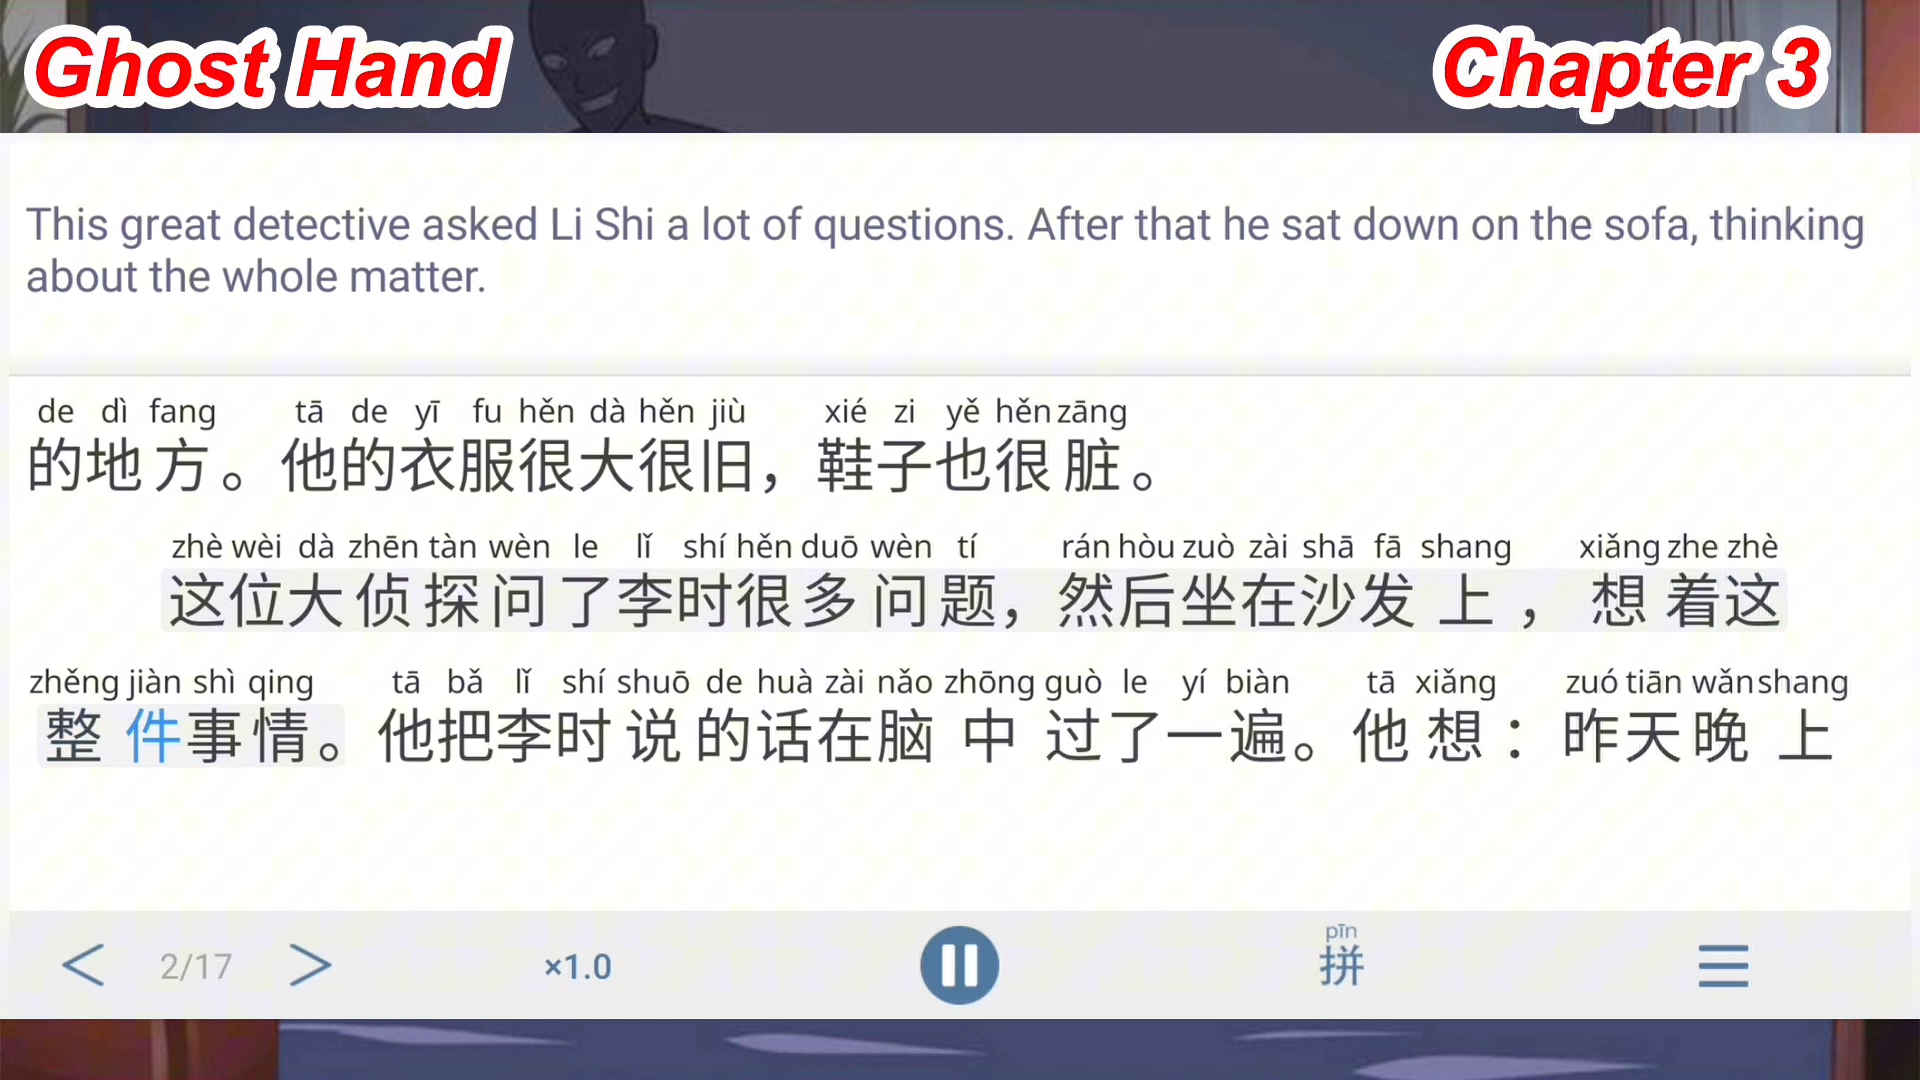 Ghost Hand
Chapter 3
This great detective asked Li Shi a lot of questions. After that he sat down on the sofa, thinking
about the whole matter.
de dì fang tā de yī fu hěn dà hěn jiù xié zi yě hěn zāng
的地方。他的衣服很大很旧，鞋子也很脏。
zhè wèi dà zhēn tàn wèn le lǐ shí hěn duō wèn tí rán hòu zuò zài shā fā shang xiǎng zhe zhè
这位大侦探问了李时很多问题，然后坐在沙发上，想着这
zhěng jiàn shì qing tā bǎ lǐ shí shuō de huà zài nǎo zhōng guò le yí biàn tā xiǎng zuó tiān wǎn shang
整件事情。他把李时说的话在脑中过了一遍。他想：昨天晚上
< 2/17 > ×1.0 pīn 拼